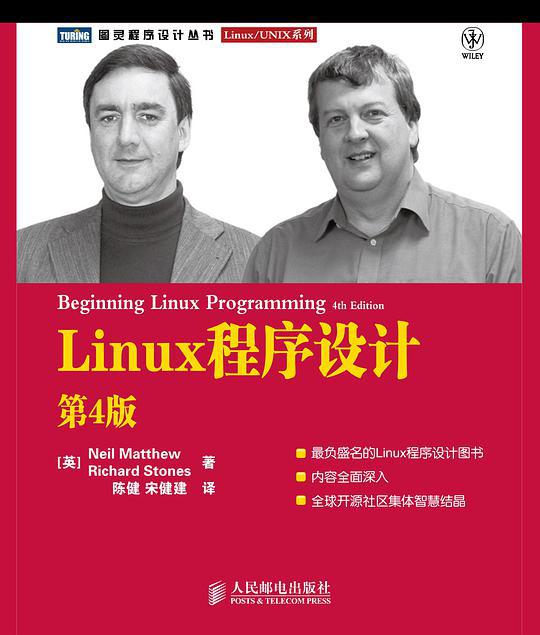 TURING 图灵程序设计丛书 Linux/UNIX系列
WILEY
Beginning Linux Programming 4th Edition
Linux程序设计
第4版
[英] Neil Matthew
Richard Stones 著
陈健 宋健建 译
最负盛名的Linux程序设计图书
内容全面深入
全球开源社区集体智慧结晶
人民邮电出版社
POSTS & TELECOM PRESS